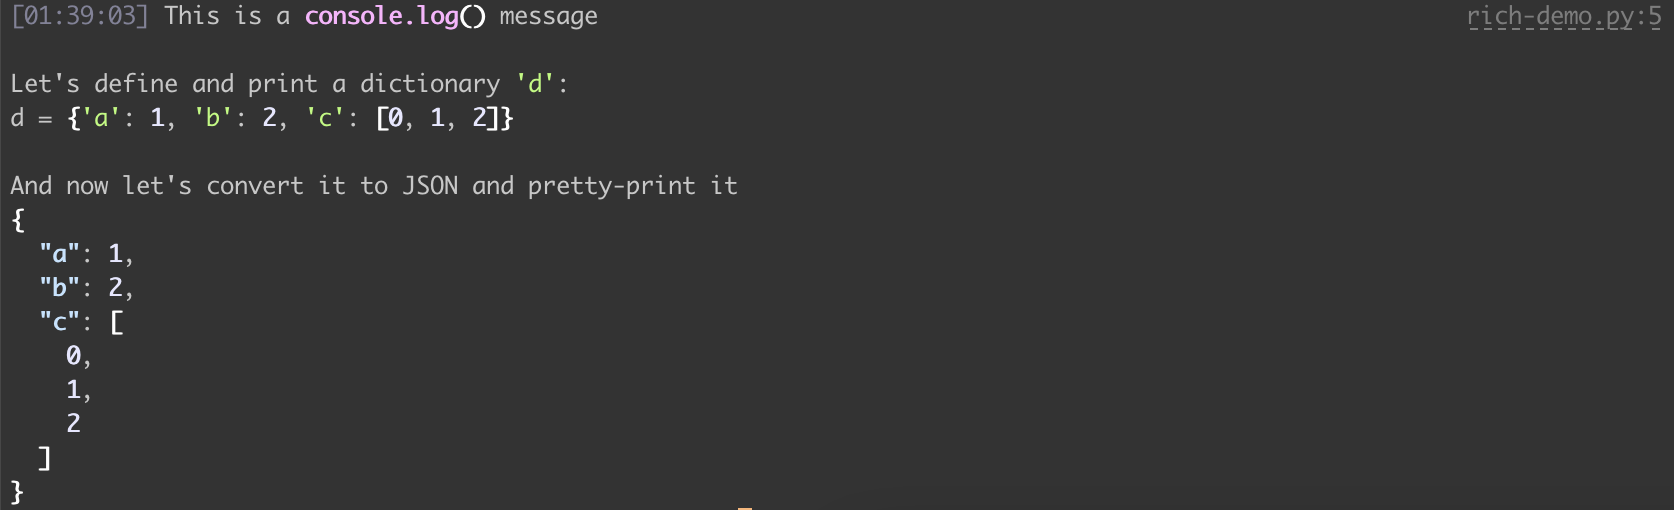 [01:39:03] This is a console.log() message rich-demo.py:5
Let's define and print a dictionary 'd':
d = {'a': 1, 'b': 2, 'c': [0, 1, 2]}
And now let's convert it to JSON and pretty-print it
{
  "a": 1,
  "b": 2,
  "c": [
    0,
    1,
    2
  ]
}